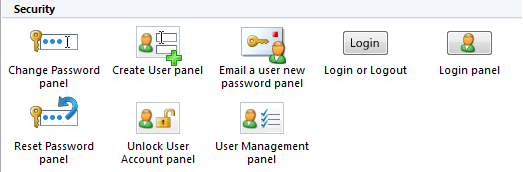 Security
Login
Change Password panel
Create User panel
Email a user new password panel
Login or Logout
Login panel
Reset Password panel
Unlock User Account panel
User Management panel